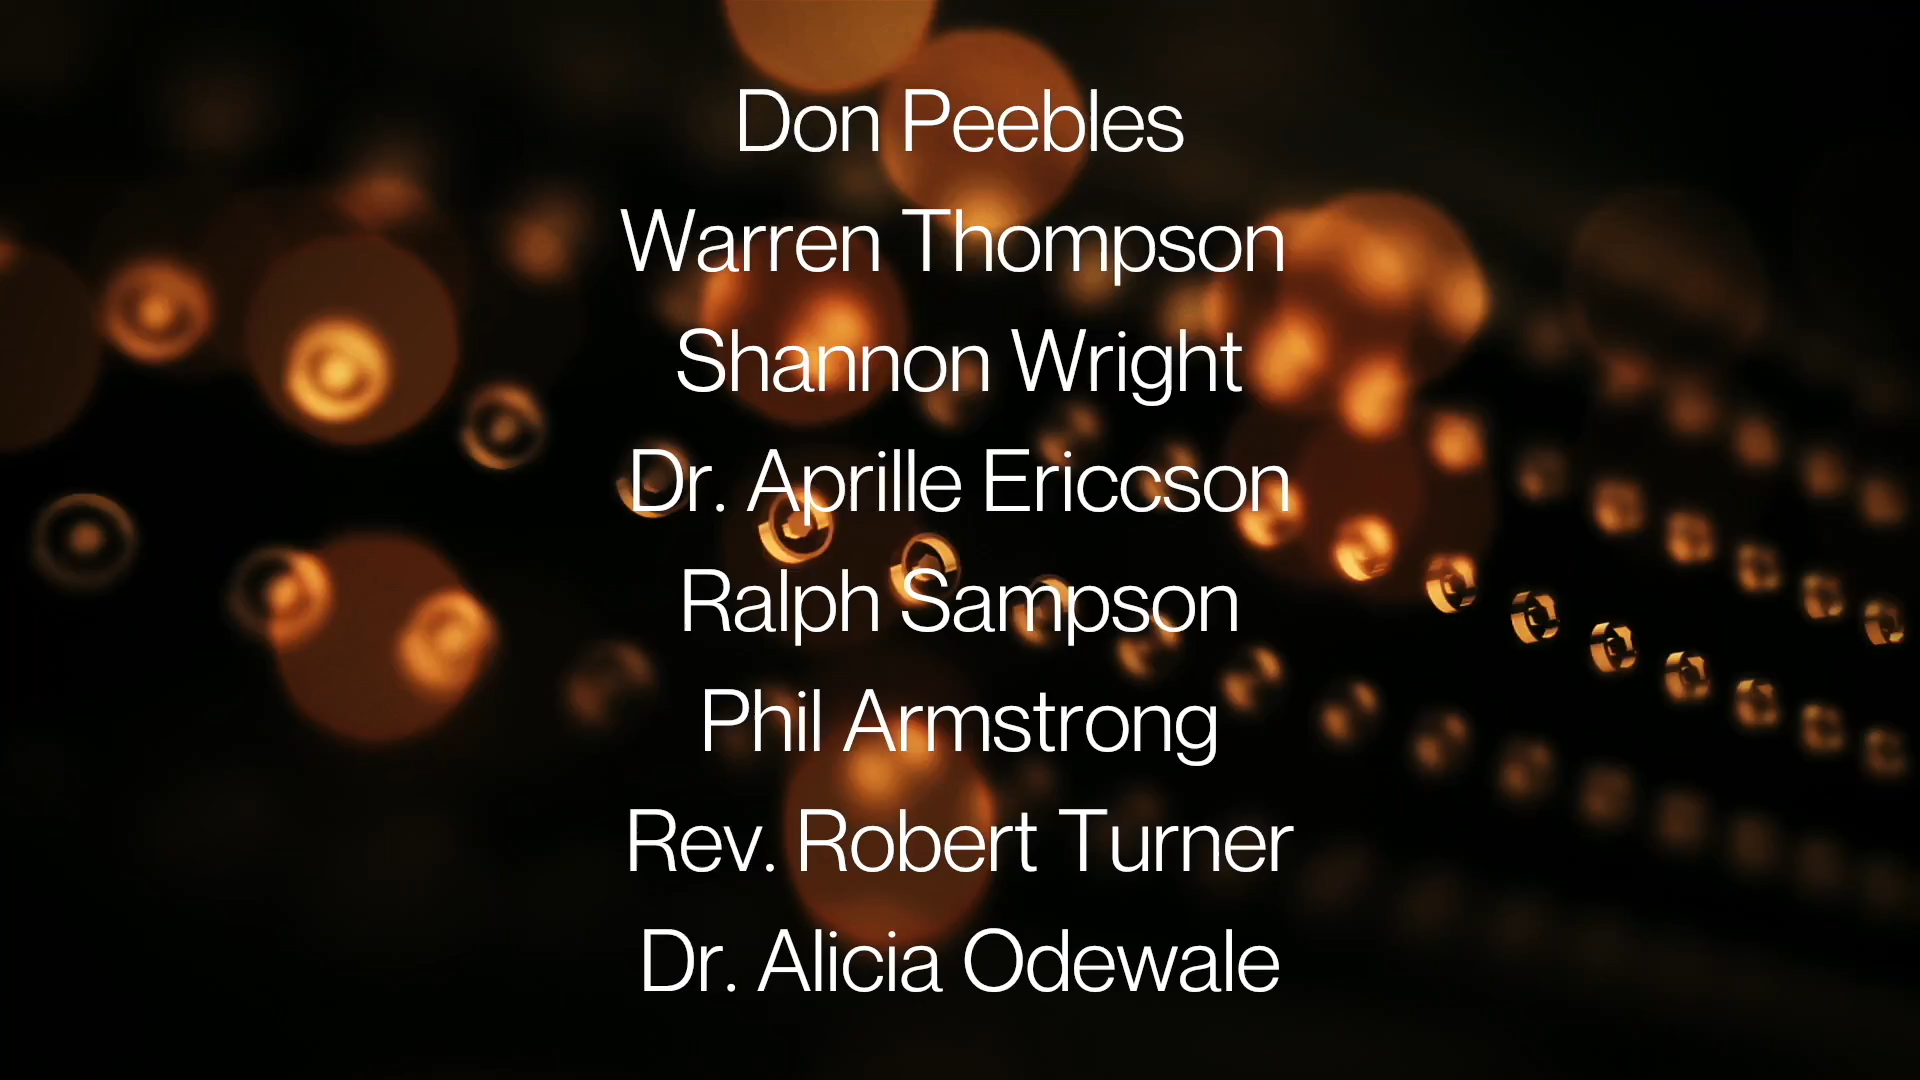 Don Peebles
Warren Thompson
Shannon Wright
Dr. Aprille Ericcson
Ralph Sampson
Phil Armstrong
Rev. Robert Turner
Dr. Alicia Odewale